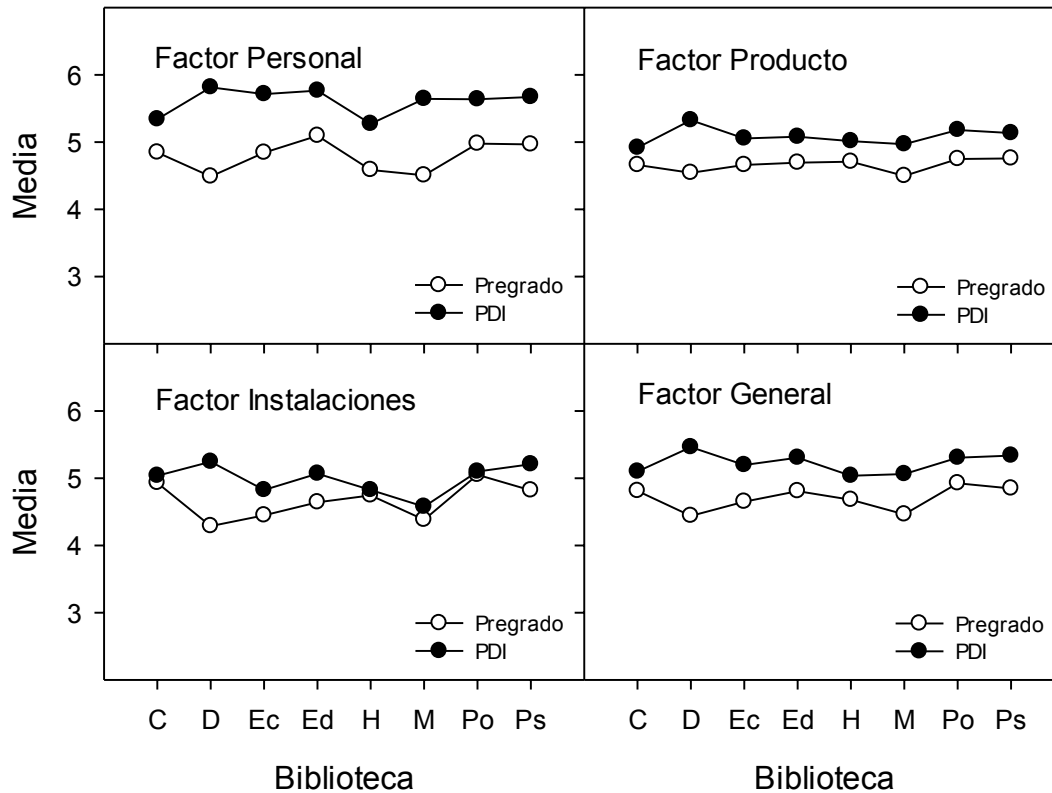 Factor Personal
Media
6
5
4
3
Pregrado
PDI
Factor Producto
Pregrado
PDI
Factor Instalaciones
Media
6
5
4
3
Pregrado
PDI
C D Ec Ed H M Po Ps
Biblioteca
Factor General
Pregrado
PDI
C D Ec Ed H M Po Ps
Biblioteca